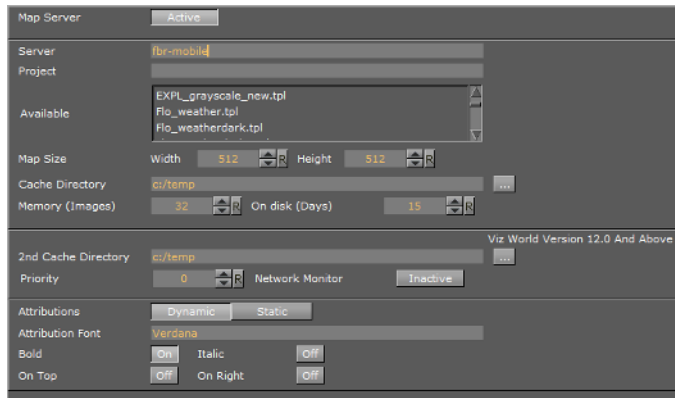 Map Server Active
Server fbr-mobile
Project
Available
EXPL_grayscale_new.tpl
Flo_weather.tpl
Flo_weatherdark.tpl
Map Size Width 512 R Height 512 R
Cache Directory c:/temp ...
Memory (Images) 32 R On disk (Days) 15 R
Viz World Version 12.0 And Above
2nd Cache Directory c:/temp ...
Priority 0 R Network Monitor Inactive
Attributions Dynamic Static
Attribution Font Verdana
Bold On Italic Off
On Top Off On Right Off